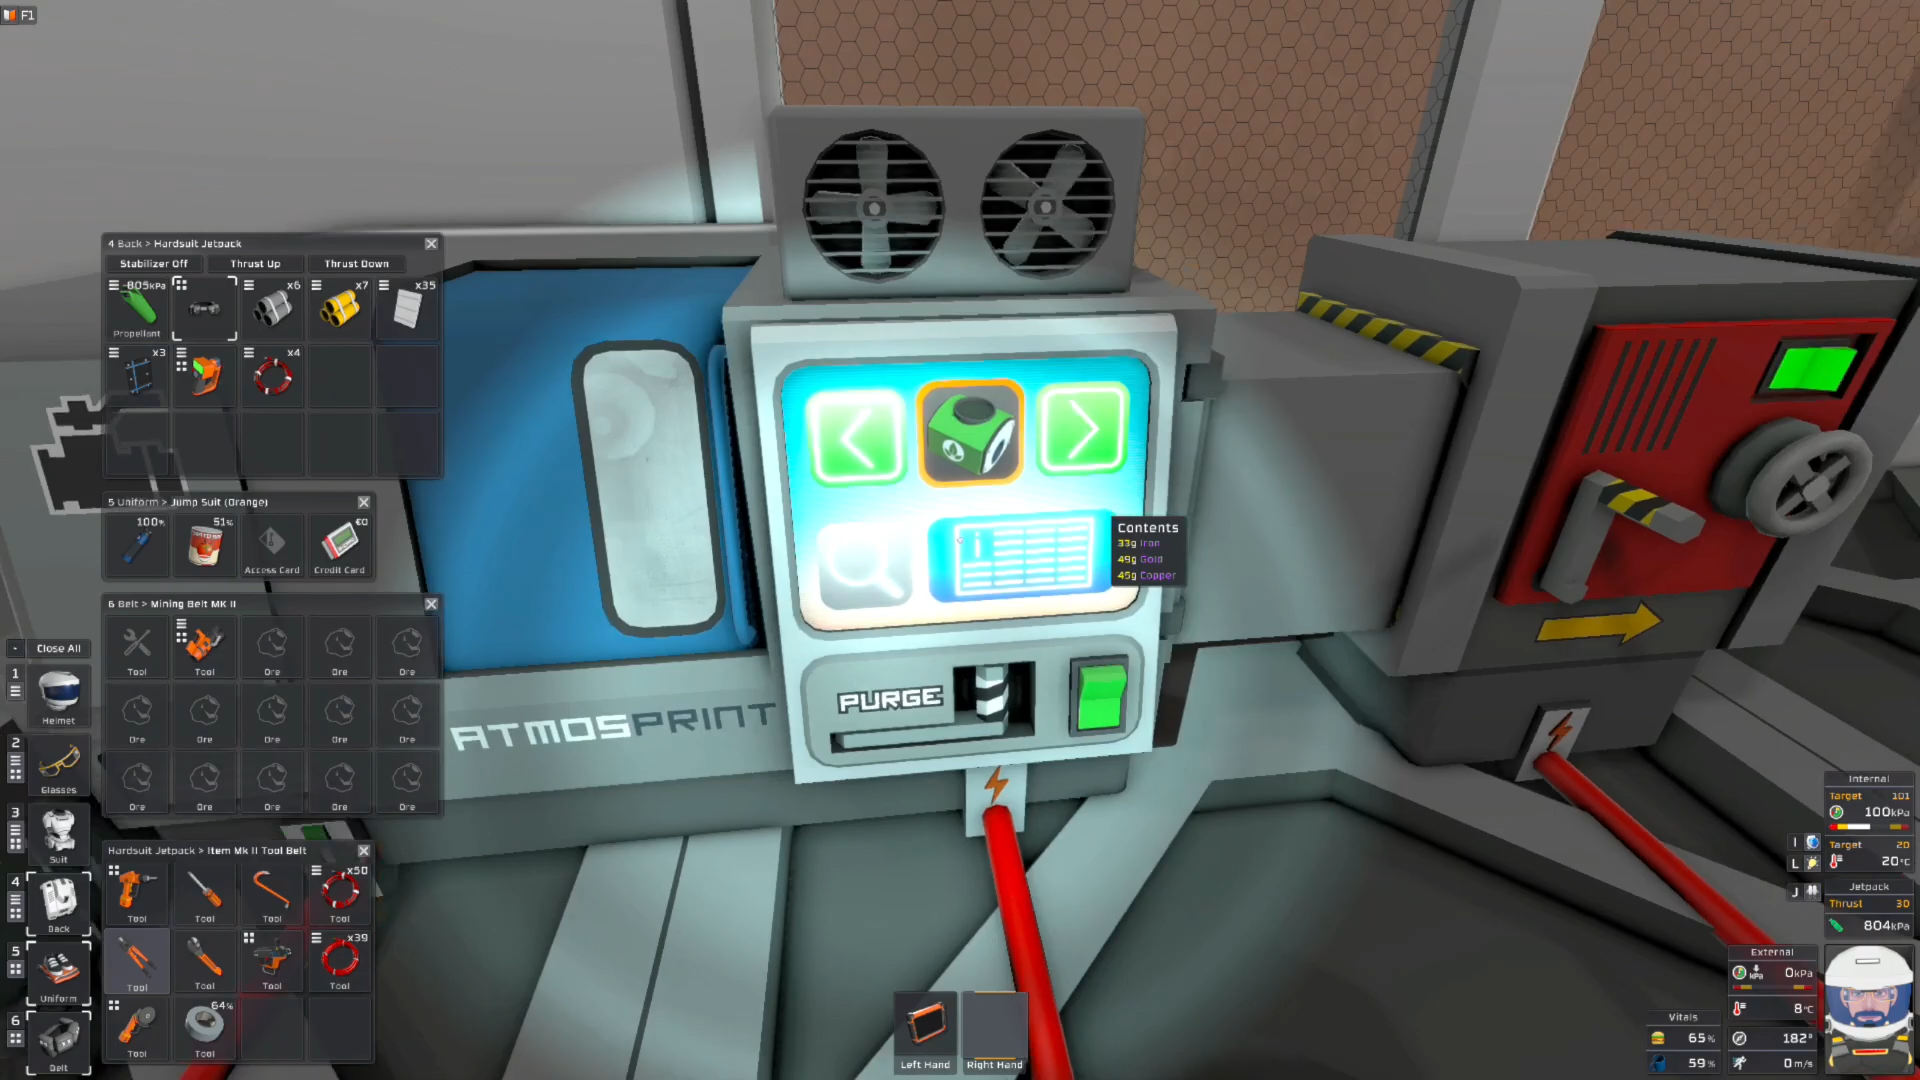 F1
4 Back > Hardsuit Jetpack
Stabilizer Off
Thrust Up
Thrust Down
-805kPa
x6
x7
x35
Propellant
x3
x4
5 Uniform > Jump Suit (Orange)
100%
51%
€0
Access Card
Credit Card
6 Belt > Mining Belt MK II
Tool
Tool
Ore
Ore
Ore
Ore
Ore
Ore
Ore
Ore
Ore
Ore
Ore
Ore
Ore
Close All
1
Helmet
2
Glasses
3
Suit
4
Back
5
Uniform
6
Belt
Hardsuit Jetpack > Item Mk II Tool Belt
x50
Tool
Tool
Tool
Tool
x39
Tool
Tool
Tool
Tool
64%
Tool
Tool
Contents
33g Iron
49g Gold
45g Copper
PURGE
ATMOSPRINT
Left Hand
Right Hand
Internal
Target 101
100kPa
I
Target 20
L
20°C
Jetpack
J
Thrust 30
804kPa
External
kPa
0kPa
8°C
182°
0m/s
Vitals
65%
59%